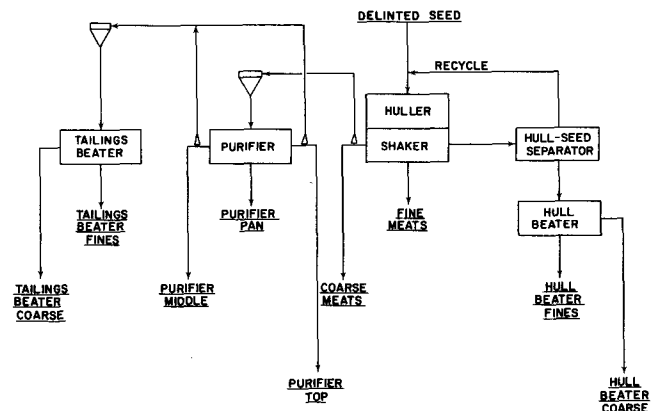 DELINTED SEED
RECYCLE
HULLER
SHAKER
HULL-SEED
SEPARATOR
TAILINGS
BEATER
PURIFIER
HULL
BEATER
TAILINGS
BEATER
FINES
PURIFIER
PAN
FINE
MEATS
TAILINGS
BEATER
COARSE
PURIFIER
MIDDLE
COARSE
MEATS
HULL
BEATER
FINES
PURIFIER
TOP
HULL
BEATER
COARSE